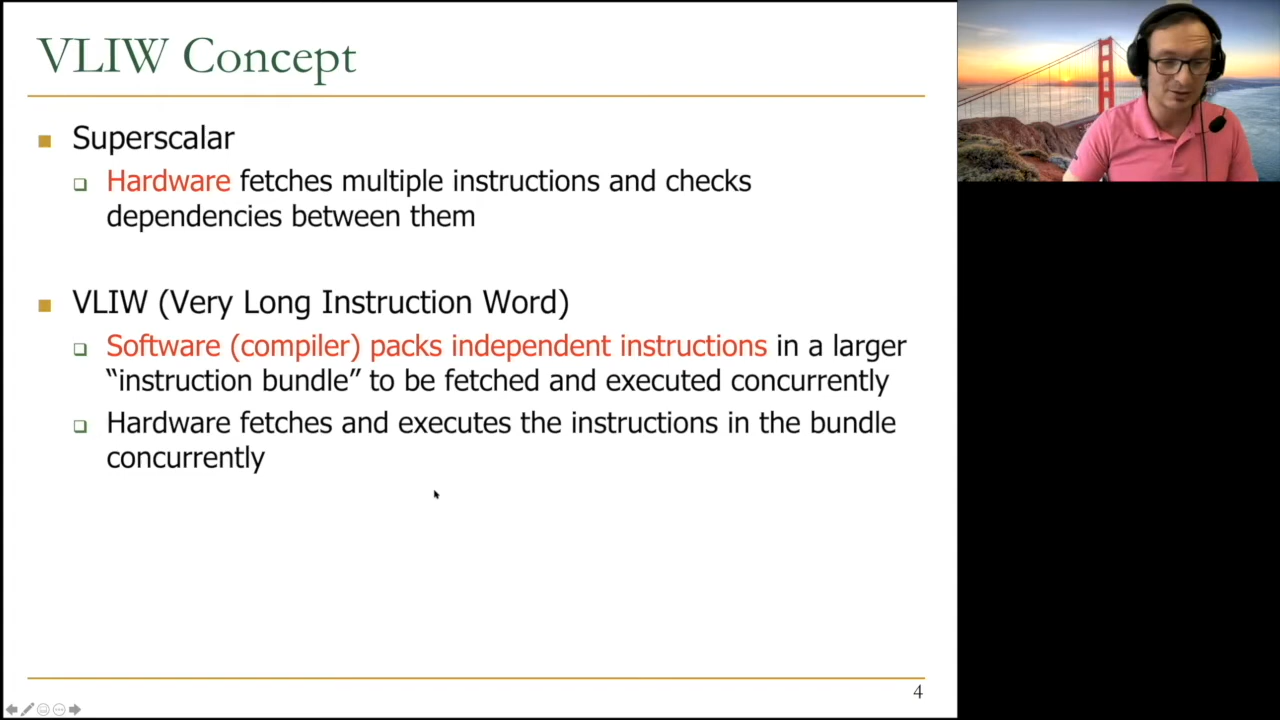 VLIW Concept
Superscalar
Hardware fetches multiple instructions and checks
dependencies between them
VLIW (Very Long Instruction Word)
Software (compiler) packs independent instructions in a larger
“instruction bundle” to be fetched and executed concurrently
Hardware fetches and executes the instructions in the bundle
concurrently
4